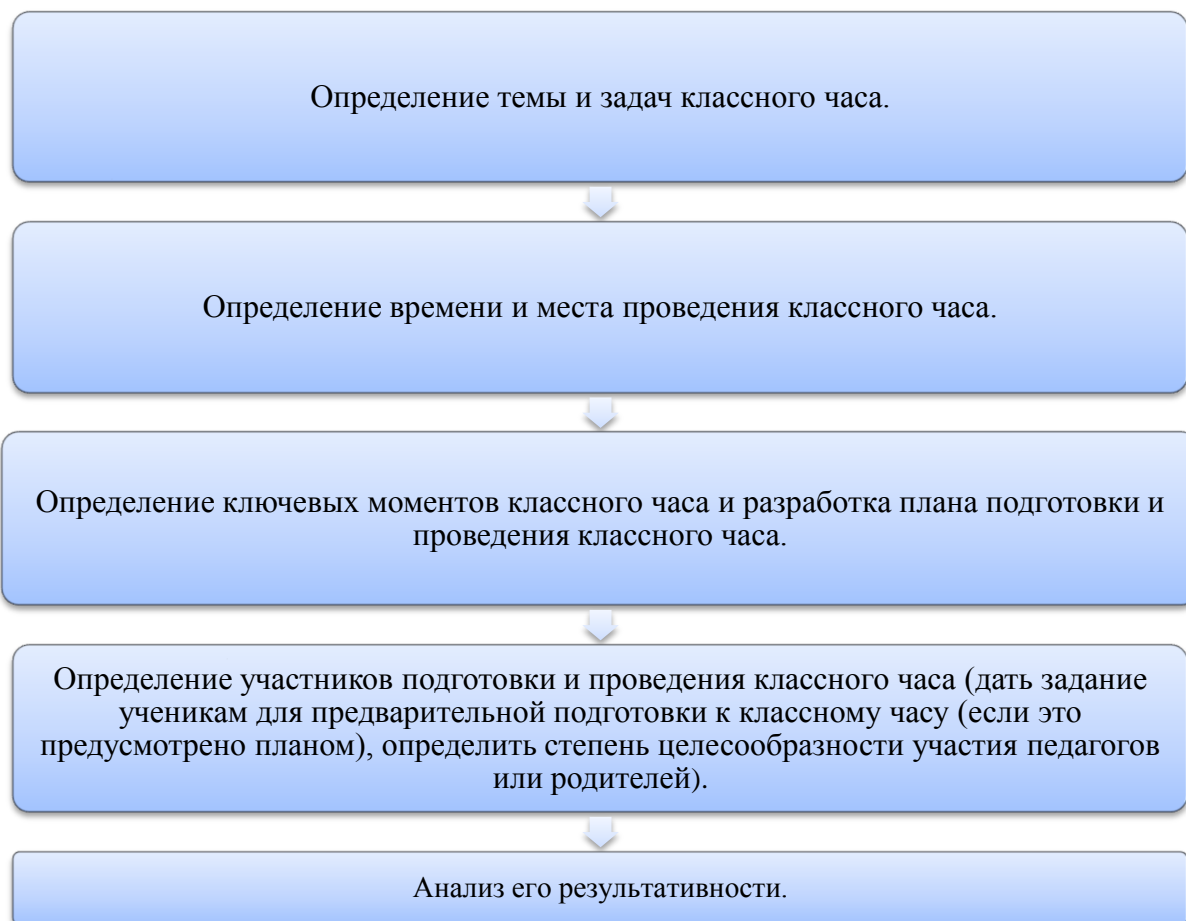 Определение темы и задач классного часа.
Определение времени и места проведения классного часа.
Определение ключевых моментов классного часа и разработка плана подготовки и
проведения классного часа.
Определение участников подготовки и проведения классного часа (дать задание
ученикам для предварительной подготовки к классному часу (если это
предусмотрено планом), определить степень целесообразности участия педагогов
или родителей).
Анализ его результативности.